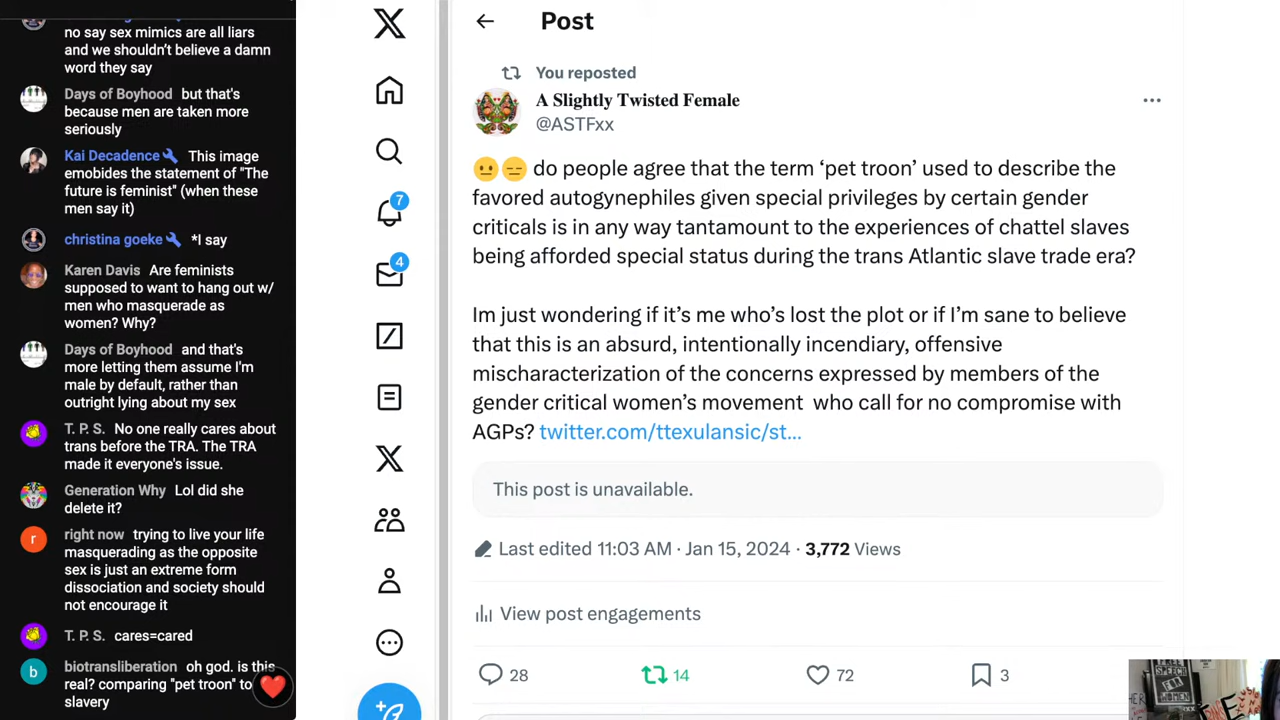 no say sex mimics are all liars
and we shouldn't believe a damn
word they say
Days of Boyhood but that's
because men are taken more
seriously
Kai Decadence This image
emobides the statement of "The
future is feminist" (when these
men say it)
christina goeke *I say
Karen Davis Are feminists
supposed to want to hang out w/
men who masquerade as
women? Why?
Days of Boyhood and that's
more letting them assume I'm
male by default, rather than
outright lying about my sex
T. P. S. No one really cares about
trans before the TRA. The TRA
made it everyone's issue.
Generation Why Lol did she
delete it?
right now trying to live your life
masquerading as the opposite
sex is just an extreme form
dissociation and society should
not encourage it
T. P. S. cares=cared
biotransliberation oh god. is this
real? comparing "pet troon" to
slavery
7
4
Post
You reposted
A Slightly Twisted Female
@ASTFxx
😐😑 do people agree that the term ‘pet troon’ used to describe the
favored autogynephiles given special privileges by certain gender
criticals is in any way tantamount to the experiences of chattel slaves
being afforded special status during the trans Atlantic slave trade era?
Im just wondering if it’s me who’s lost the plot or if I’m sane to believe
that this is an absurd, intentionally incendiary, offensive
mischaracterization of the concerns expressed by members of the
gender critical women’s movement who call for no compromise with
AGPs? twitter.com/ttexulansic/st...
This post is unavailable.
Last edited 11:03 AM · Jan 15, 2024 · 3,772 Views
View post engagements
28
14
72
3
SPEECH
FOR
WOMEN